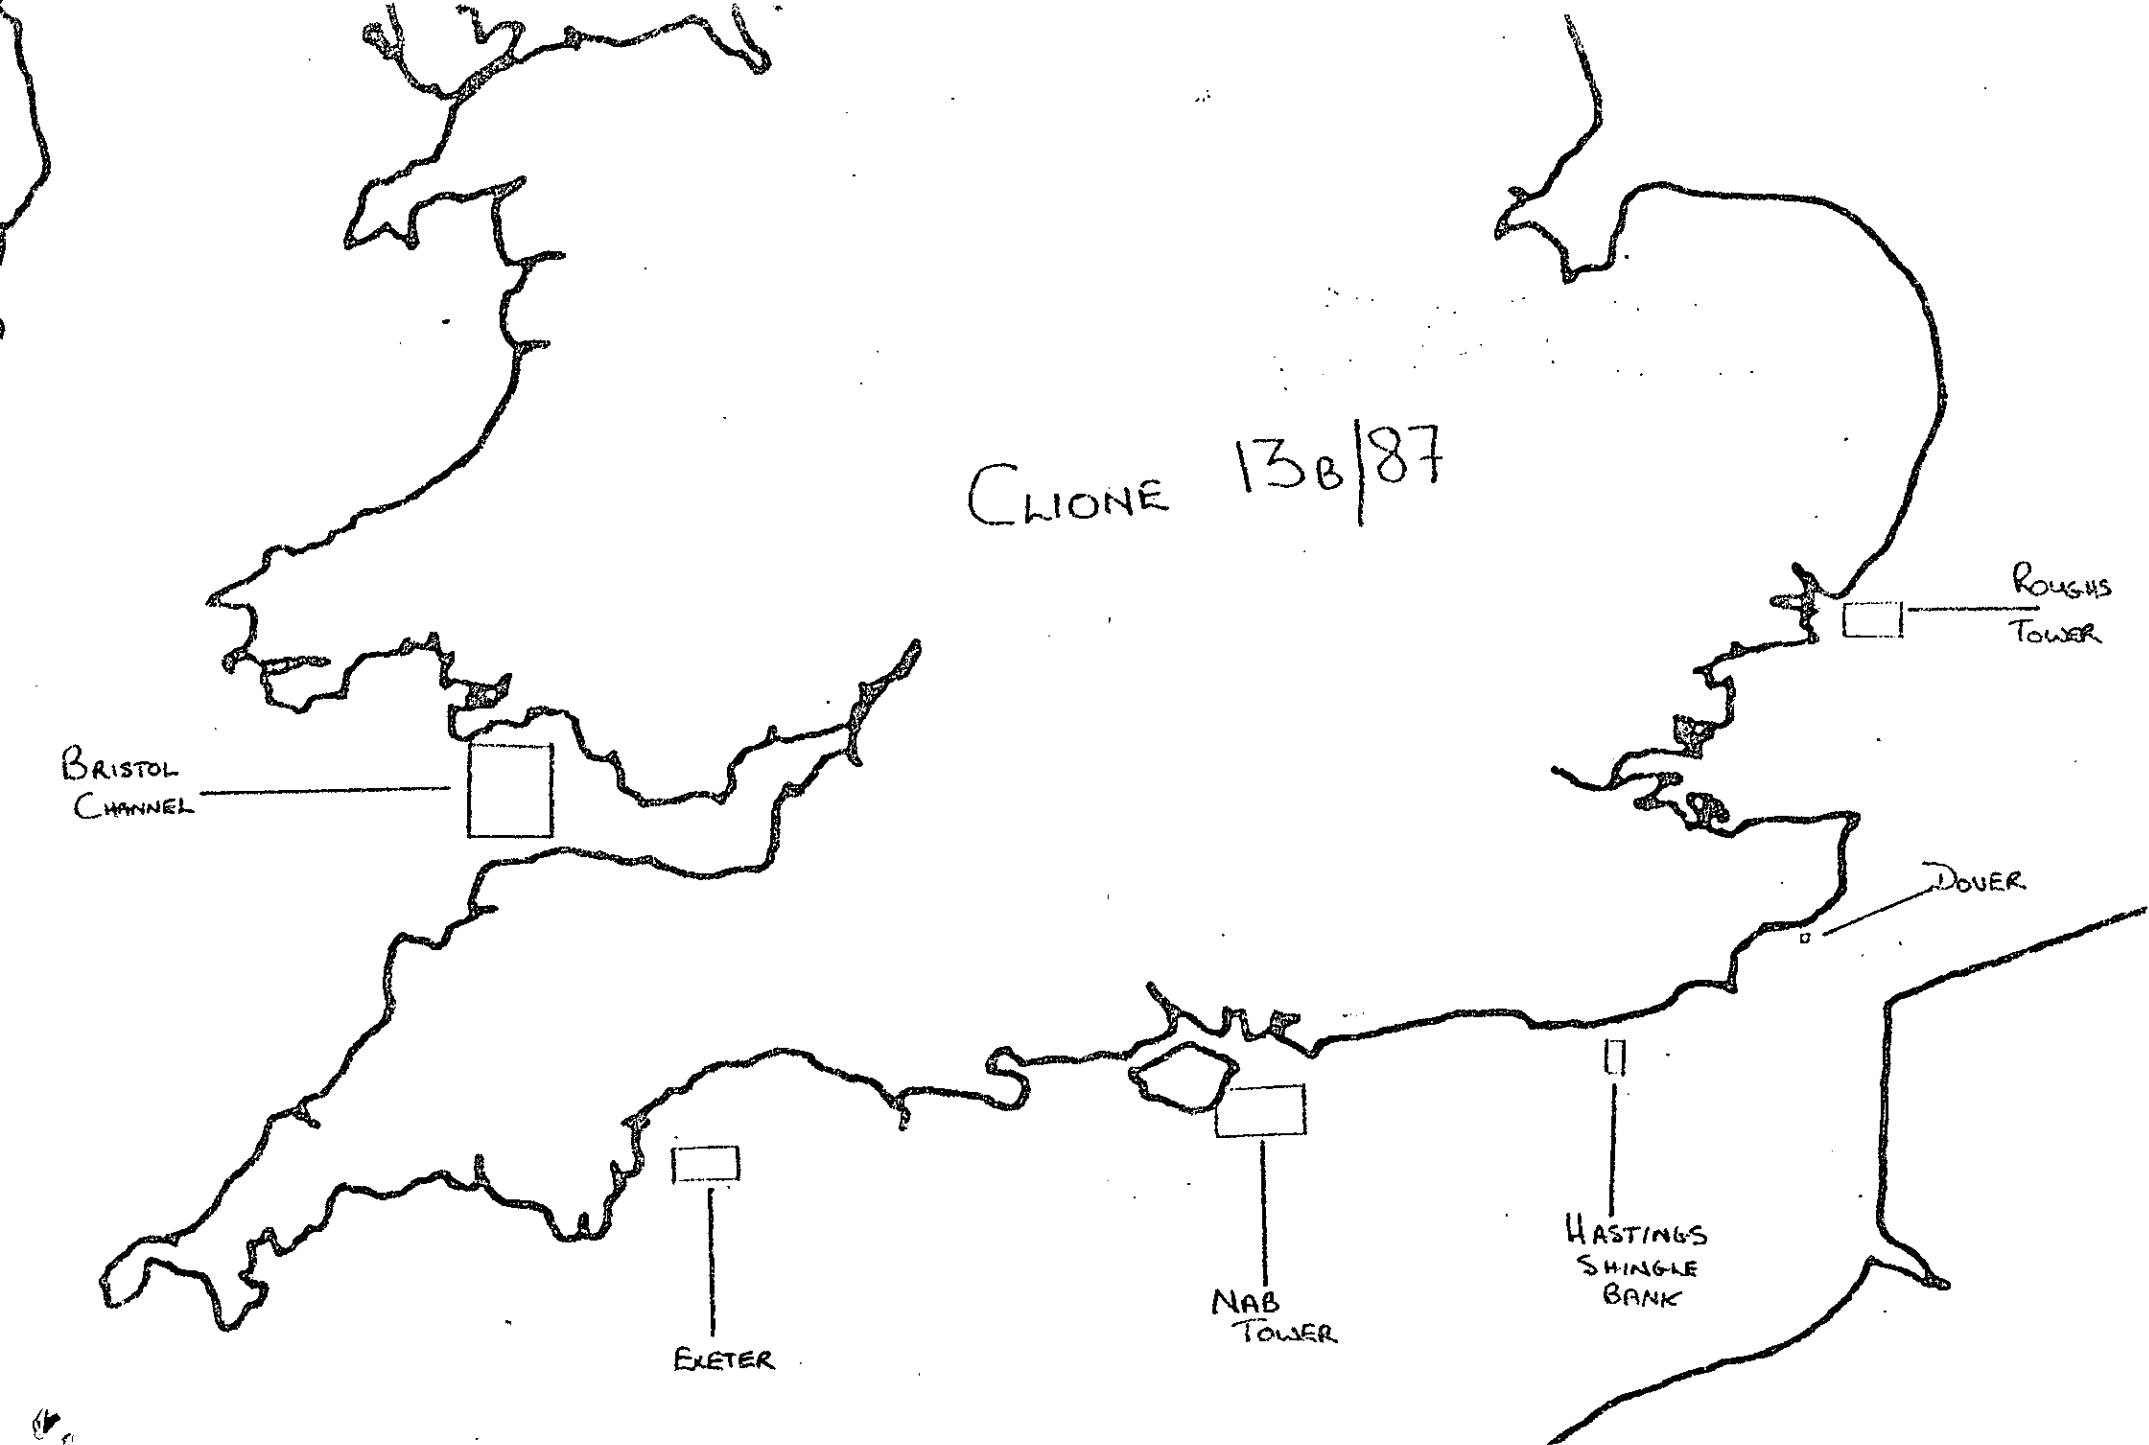 CLIONE 13B/87
ROUGHS
TOWER
BRISTOL
CHANNEL
DOVER
HASTINGS
SHINGLE
BANK
NAB
TOWER
EXETER